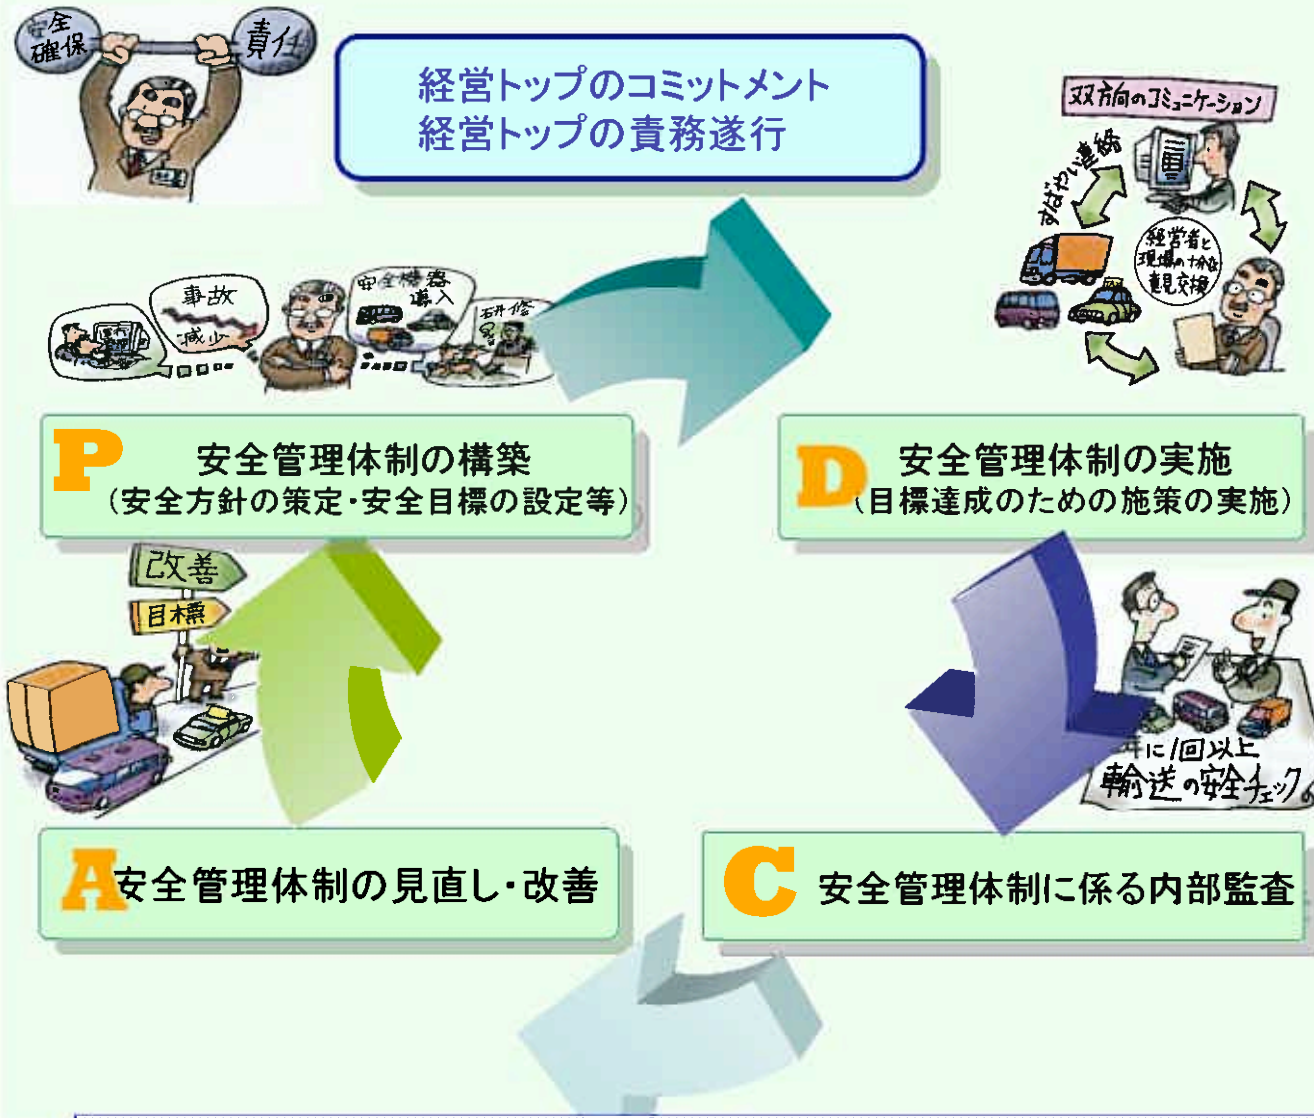 安全
確保
責任
経営トップのコミットメント
経営トップの責務遂行
双方向のコミュニケーション
すばやい連絡
経営者と
現場の十分な
意見交換
事故
減少
安全機器
導入
P
安全管理体制の構築
(安全方針の策定・安全目標の設定等)
D
安全管理体制の実施
(目標達成のための施策の実施)
改善
目標
年に1回以上
輸送の安全チェック
A
安全管理体制の見直し・改善
C
安全管理体制に係る内部監査